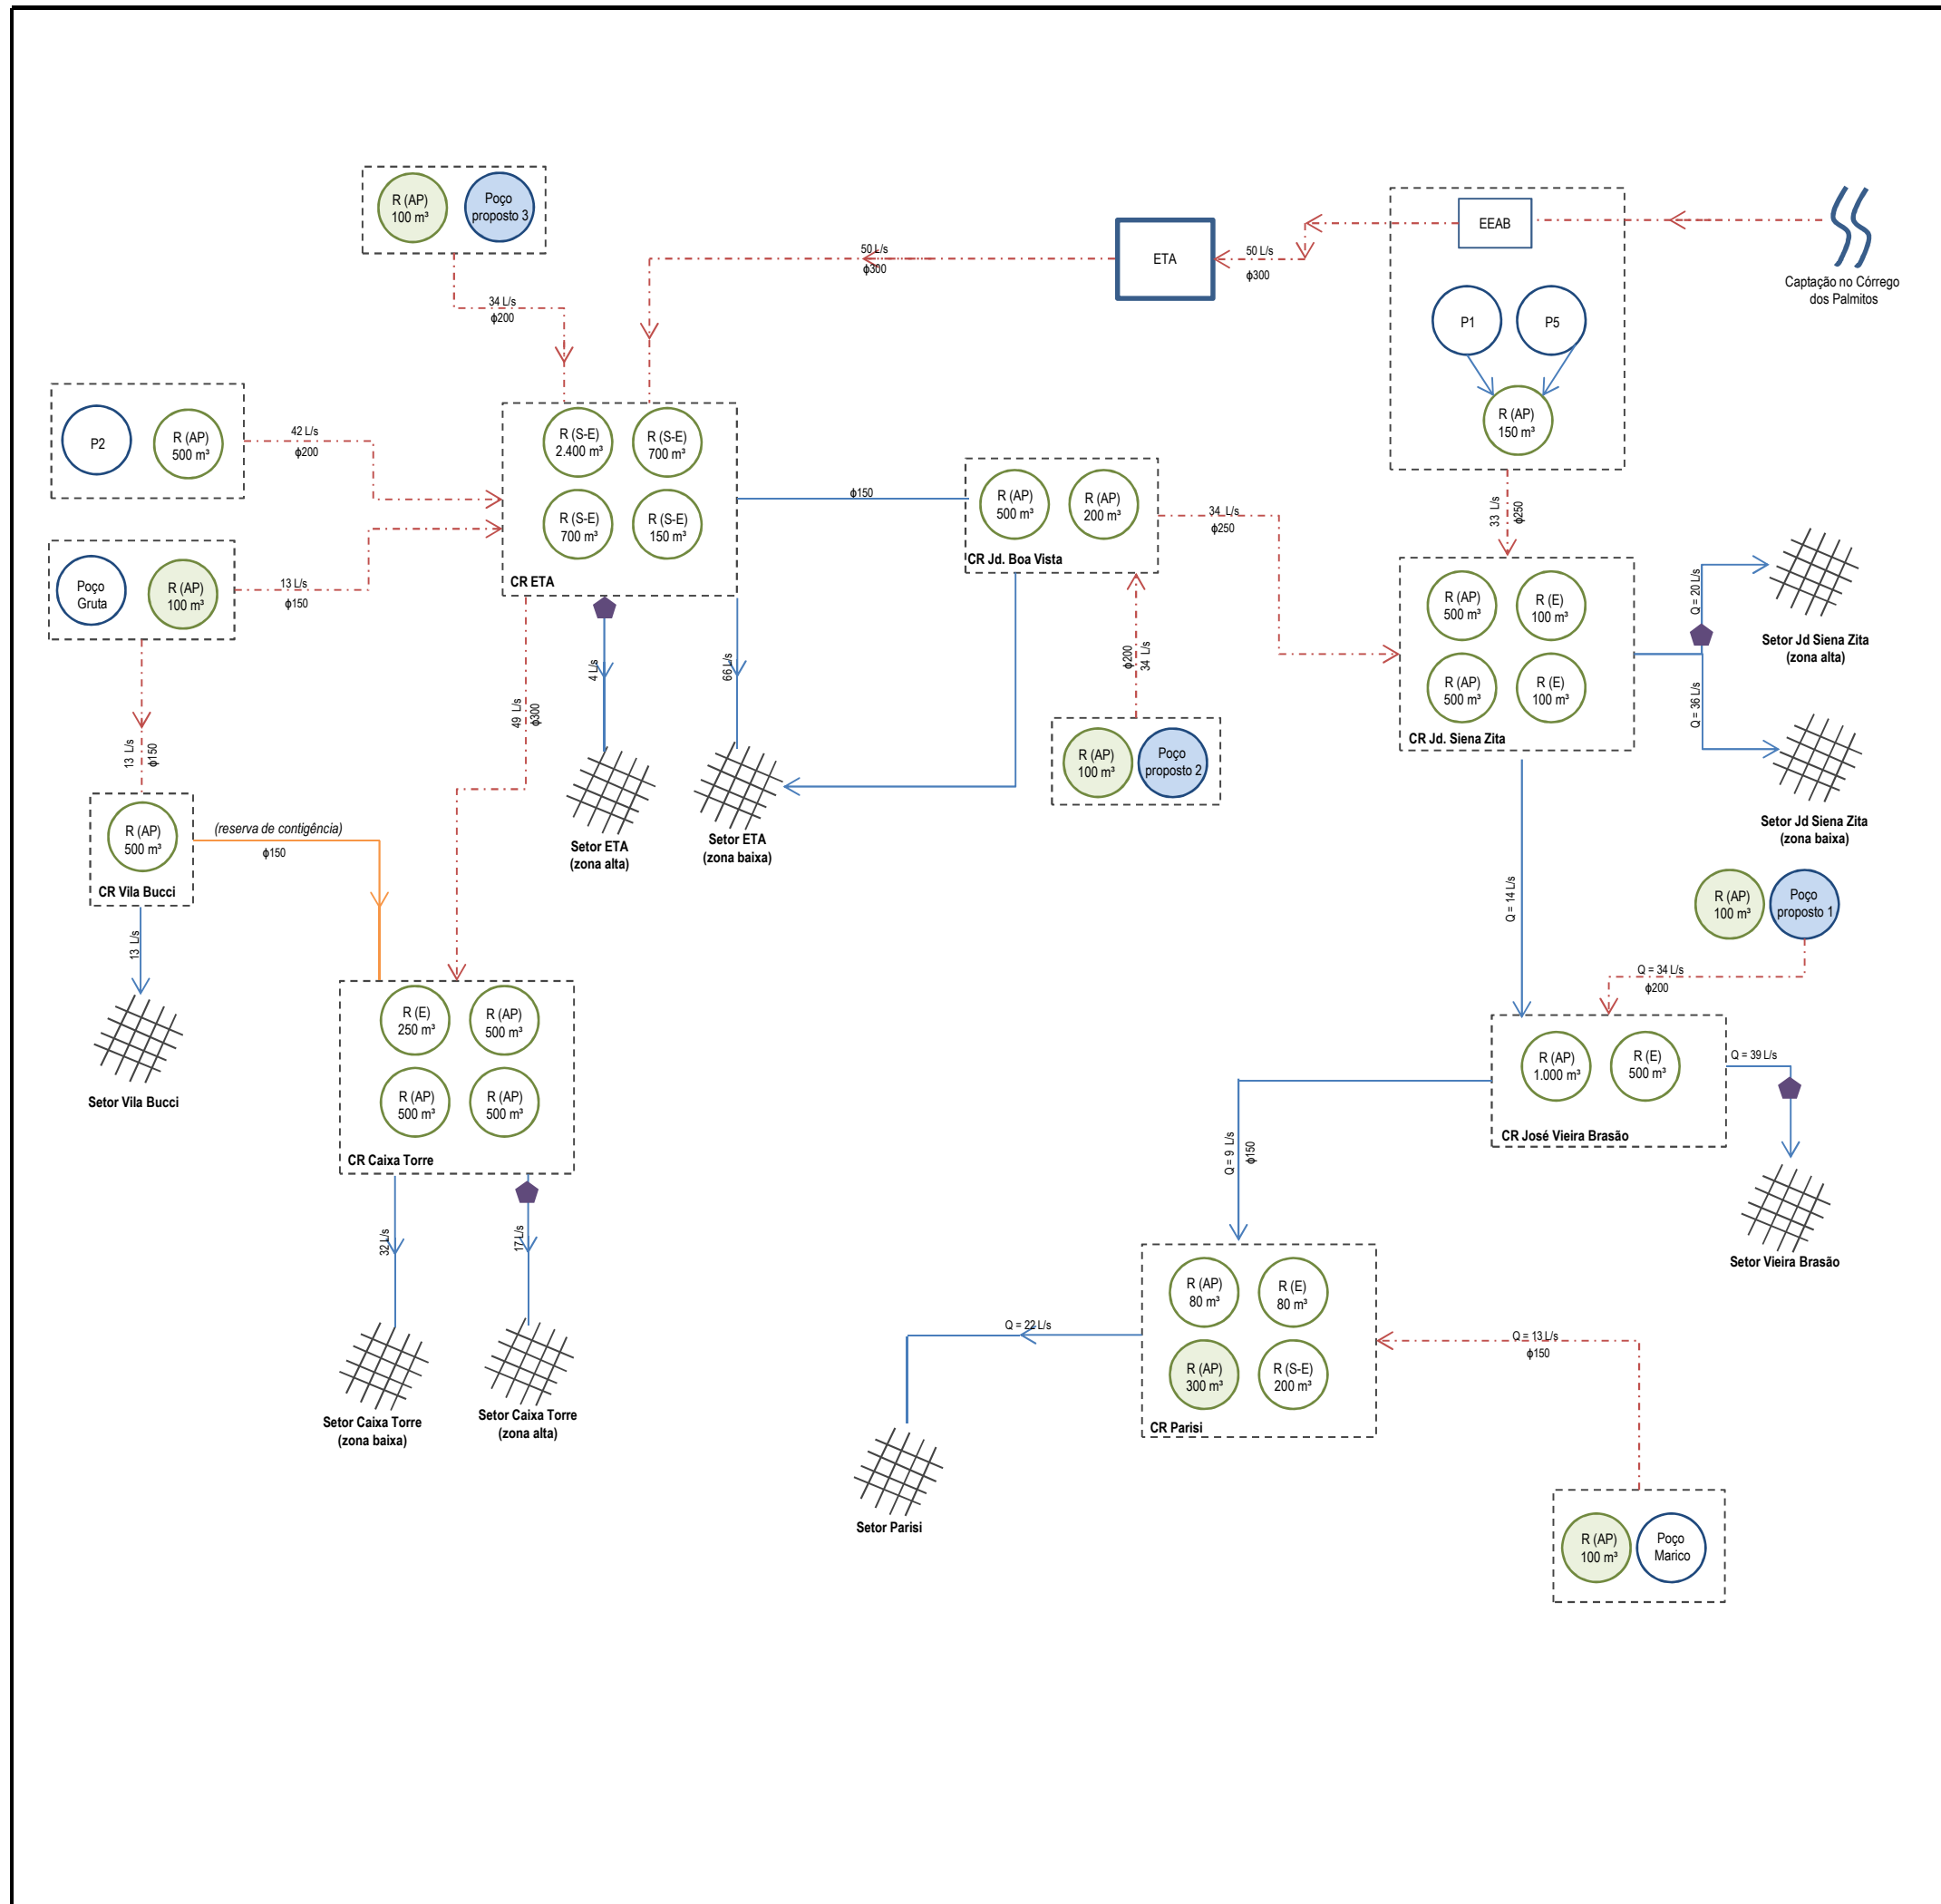 R (AP)
100 m³
Poço
proposto 3
34 L/s
ϕ200
50 L/s
ϕ300
ETA
50 L/s
ϕ300
EEAB
P1
P5
R (AP)
150 m³
Captação no Córrego
dos Palmitos
P2
R (AP)
500 m³
42 L/s
ϕ200
Poço
Gruta
R (AP)
100 m³
13 L/s
ϕ150
R (S-E)
2.400 m³
R (S-E)
700 m³
R (S-E)
700 m³
R (S-E)
150 m³
CR ETA
ϕ150
R (AP)
500 m³
R (AP)
200 m³
CR Jd. Boa Vista
34 L/s
ϕ250
33 L/s
ϕ250
R (AP)
500 m³
R (E)
100 m³
R (AP)
500 m³
R (E)
100 m³
CR Jd. Siena Zita
Q = 20 L/s
Setor Jd Siena Zita
(zona alta)
Q = 36 L/s
Setor Jd Siena Zita
(zona baixa)
13 L/s
ϕ150
49 L/s
ϕ300
4 L/s
66 L/s
ϕ200
34 L/s
R (AP)
100 m³
Poço
proposto 2
Setor ETA
(zona alta)
Setor ETA
(zona baixa)
R (AP)
500 m³
CR Vila Bucci
(reserva de contigência)
ϕ150
13 L/s
Setor Vila Bucci
Q = 14 L/s
R (AP)
100 m³
Poço
proposto 1
Q = 34 L/s
ϕ200
R (E)
250 m³
R (AP)
500 m³
R (AP)
500 m³
R (AP)
500 m³
CR Caixa Torre
R (AP)
1.000 m³
R (E)
500 m³
CR José Vieira Brasão
Q = 39 L/s
Setor Vieira Brasão
Q = 9 L/s
ϕ150
32 L/s
17 L/s
Setor Caixa Torre
(zona baixa)
Setor Caixa Torre
(zona alta)
R (AP)
80 m³
R (E)
80 m³
R (AP)
300 m³
R (S-E)
200 m³
CR Parisi
Q = 22 L/s
Setor Parisi
Q = 13 L/s
ϕ150
R (AP)
100 m³
Poço
Marico